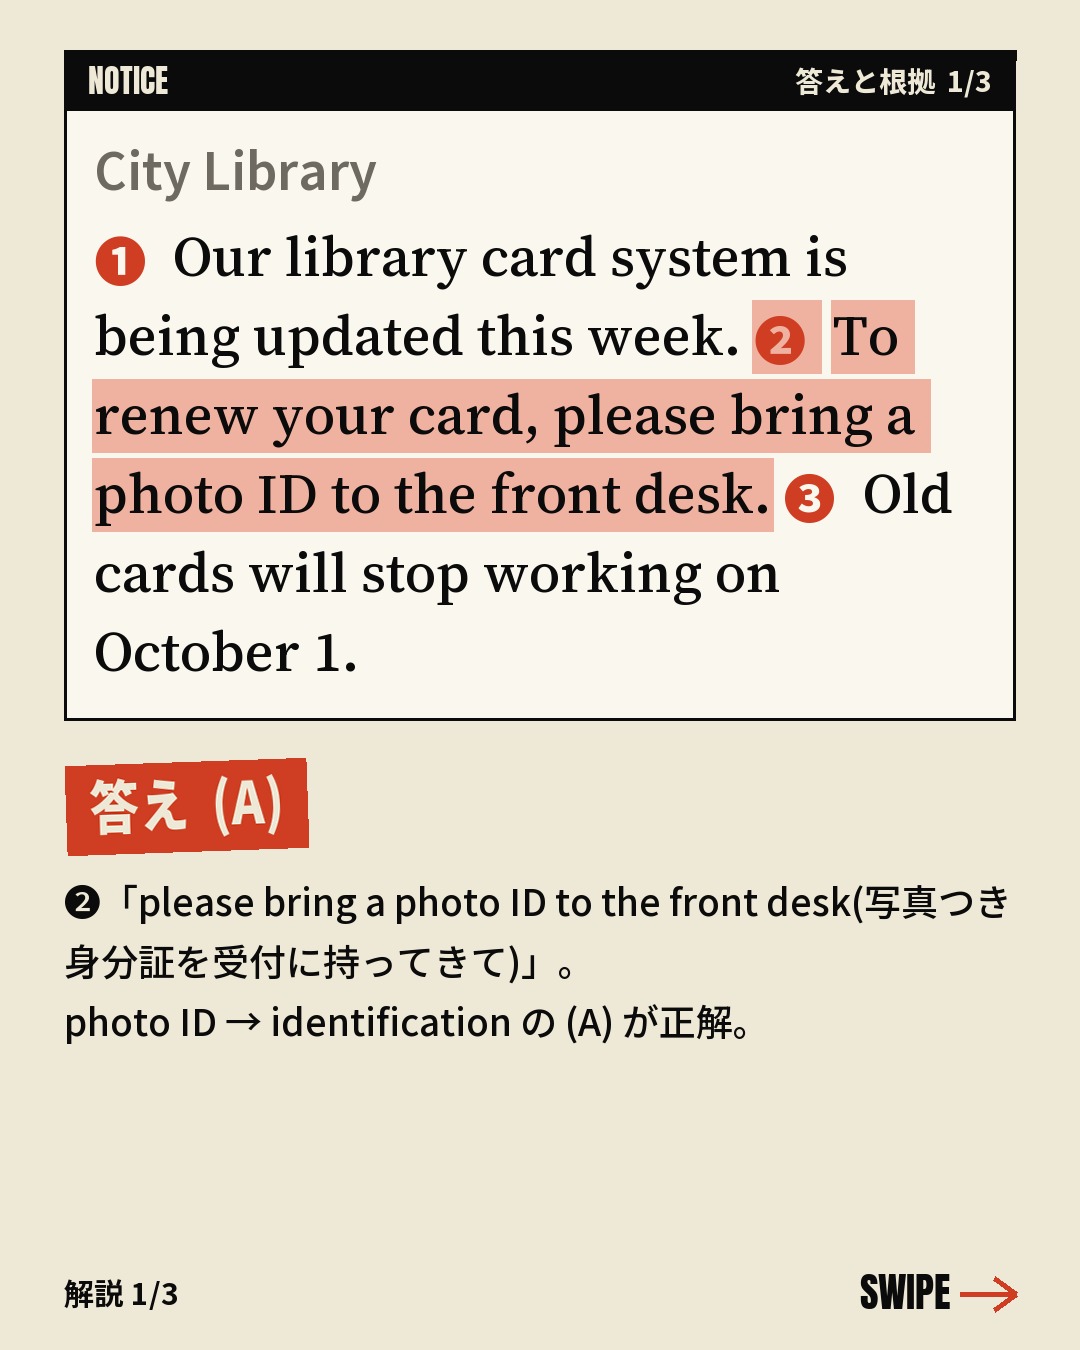 NOTICE
答えと根拠 1/3
City Library
❶ Our library card system is
being updated this week. ❷ To
renew your card, please bring a
photo ID to the front desk. ❸ Old
cards will stop working on
October 1.
答え (A)
❷「please bring a photo ID to the front desk(写真つき
身分証を受付に持ってきて)」。
photo ID → identification の (A) が正解。
解説 1/3
SWIPE →